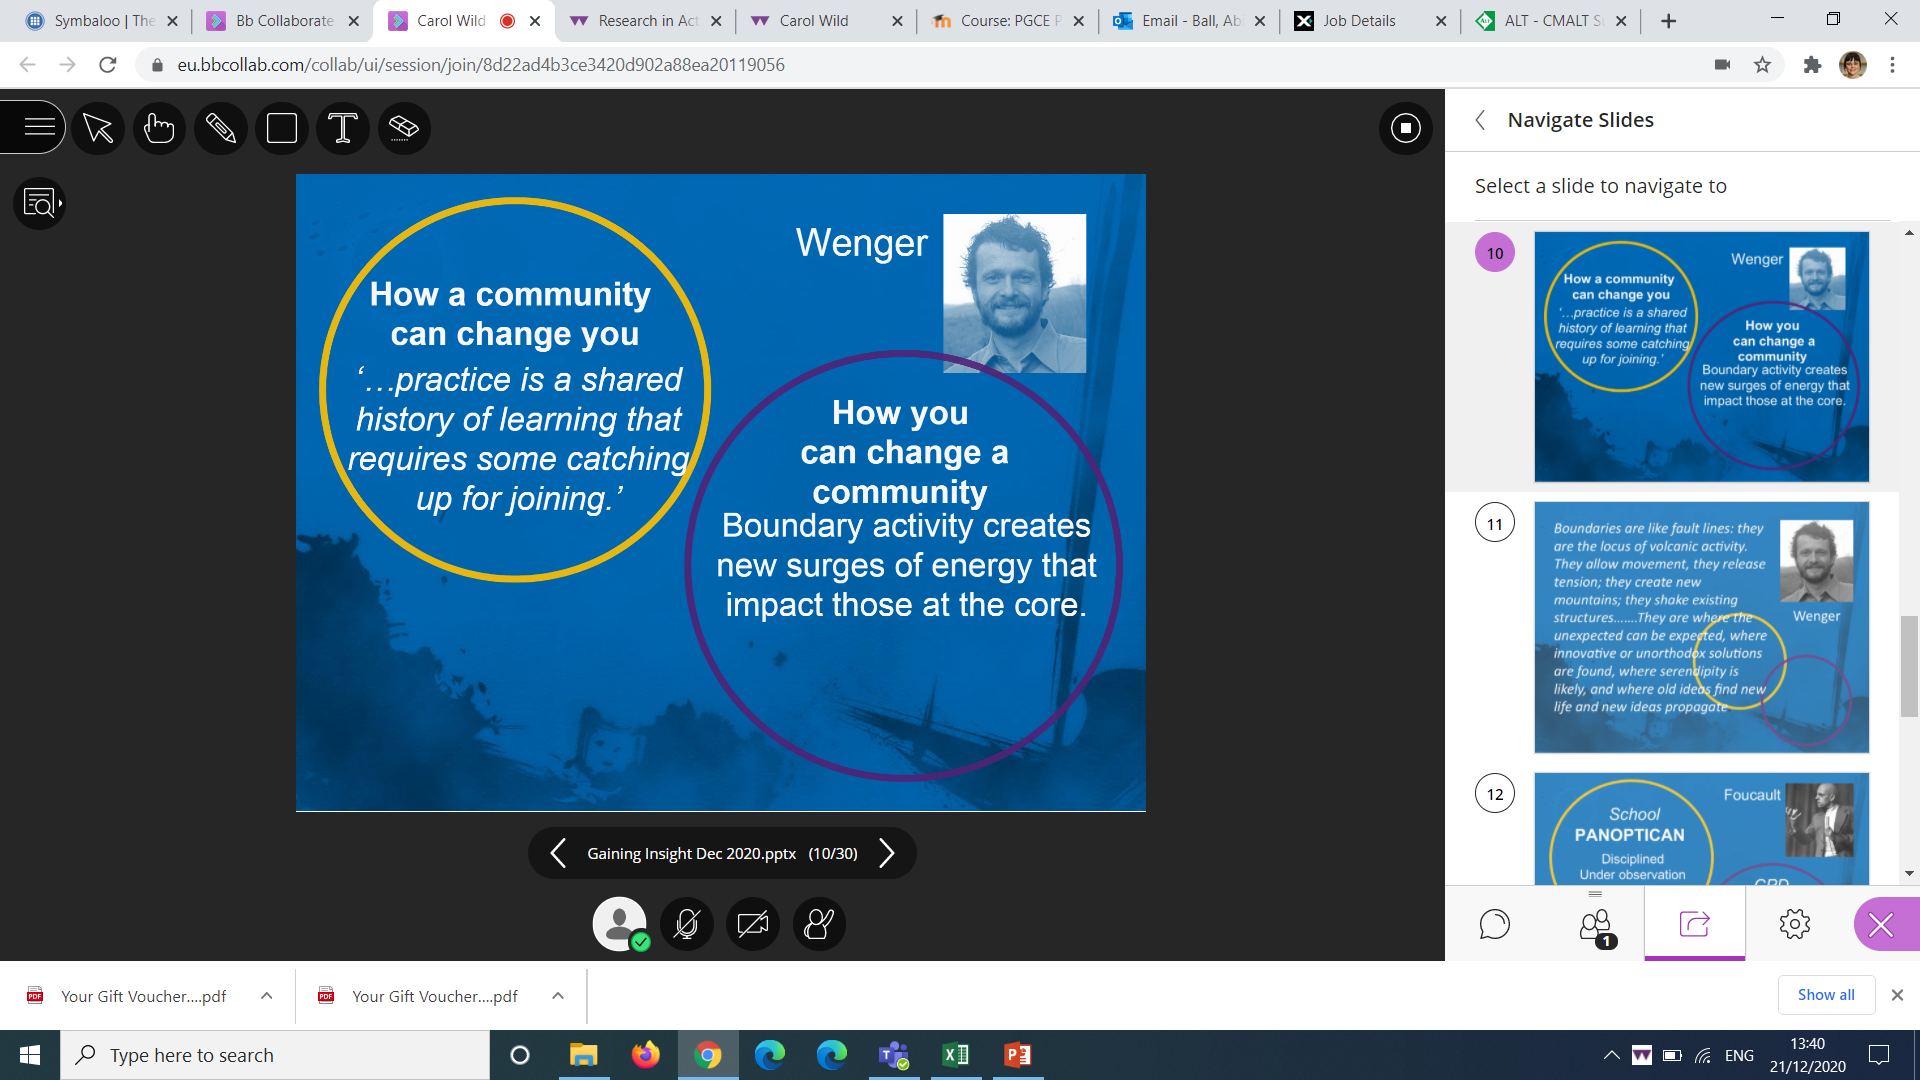 Symbaloo | The
Bb Collaborate
Carol Wild
Research in Act
Carol Wild
Course: PGCE P
Email - Ball, Abi
Job Details
ALT - CMALT S
eu.bbcollab.com/collab/ui/session/join/8d22ad4b3ce3420d902a88ea20119056
How a community
can change you
‘…practice is a shared
history of learning that
requires some catching
up for joining.’
Wenger
How you
can change a
community
Boundary activity creates
new surges of energy that
impact those at the core.
Gaining Insight Dec 2020.pptx (10/30)
Navigate Slides
Select a slide to navigate to
10
How a community
can change you
‘…practice is a shared
history of learning that
requires some catching
up for joining.’
Wenger
How you
can change a
community
Boundary activity creates
new surges of energy that
impact those at the core.
11
Boundaries are like fault lines: they
are the locus of volcanic activity.
They allow movement, they release
tension; they create new
mountains; they shake existing
structures.......They are where the
unexpected can be expected, where
innovative or unorthodox solutions
are found, where serendipity is
likely, and where old ideas find new
life and new ideas propagate
Wenger
12
School
PANOPTICAN
Disciplined
Under observation
Foucault
CPD
1
PDF Your Gift Voucher....pdf
PDF Your Gift Voucher....pdf
Show all
Type here to search
ENG
13:40
21/12/2020